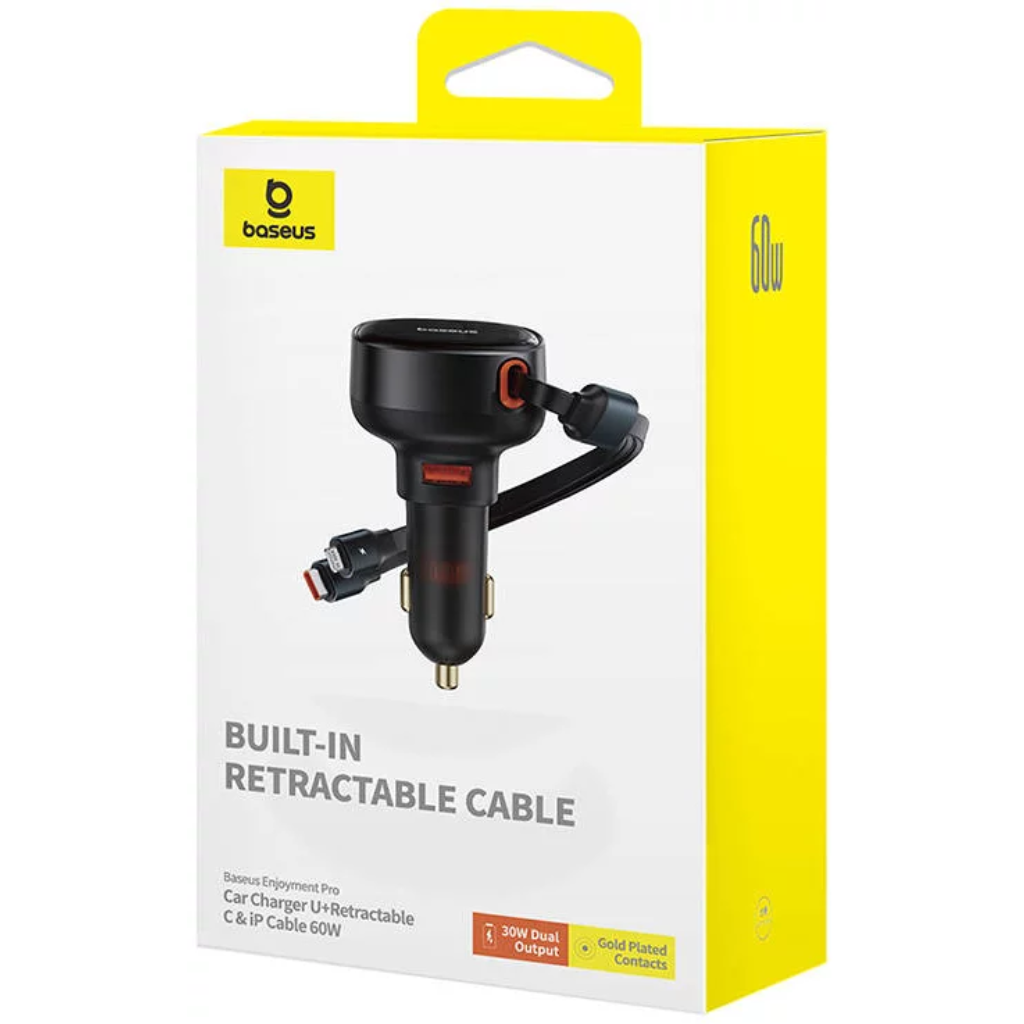 baseus
60w
baseus
BUILT-IN
RETRACTABLE CABLE
Baseus Enjoyment Pro
Car Charger U+Retractable
C & iP Cable 60W
30W Dual
Output
Gold Plated
Contacts